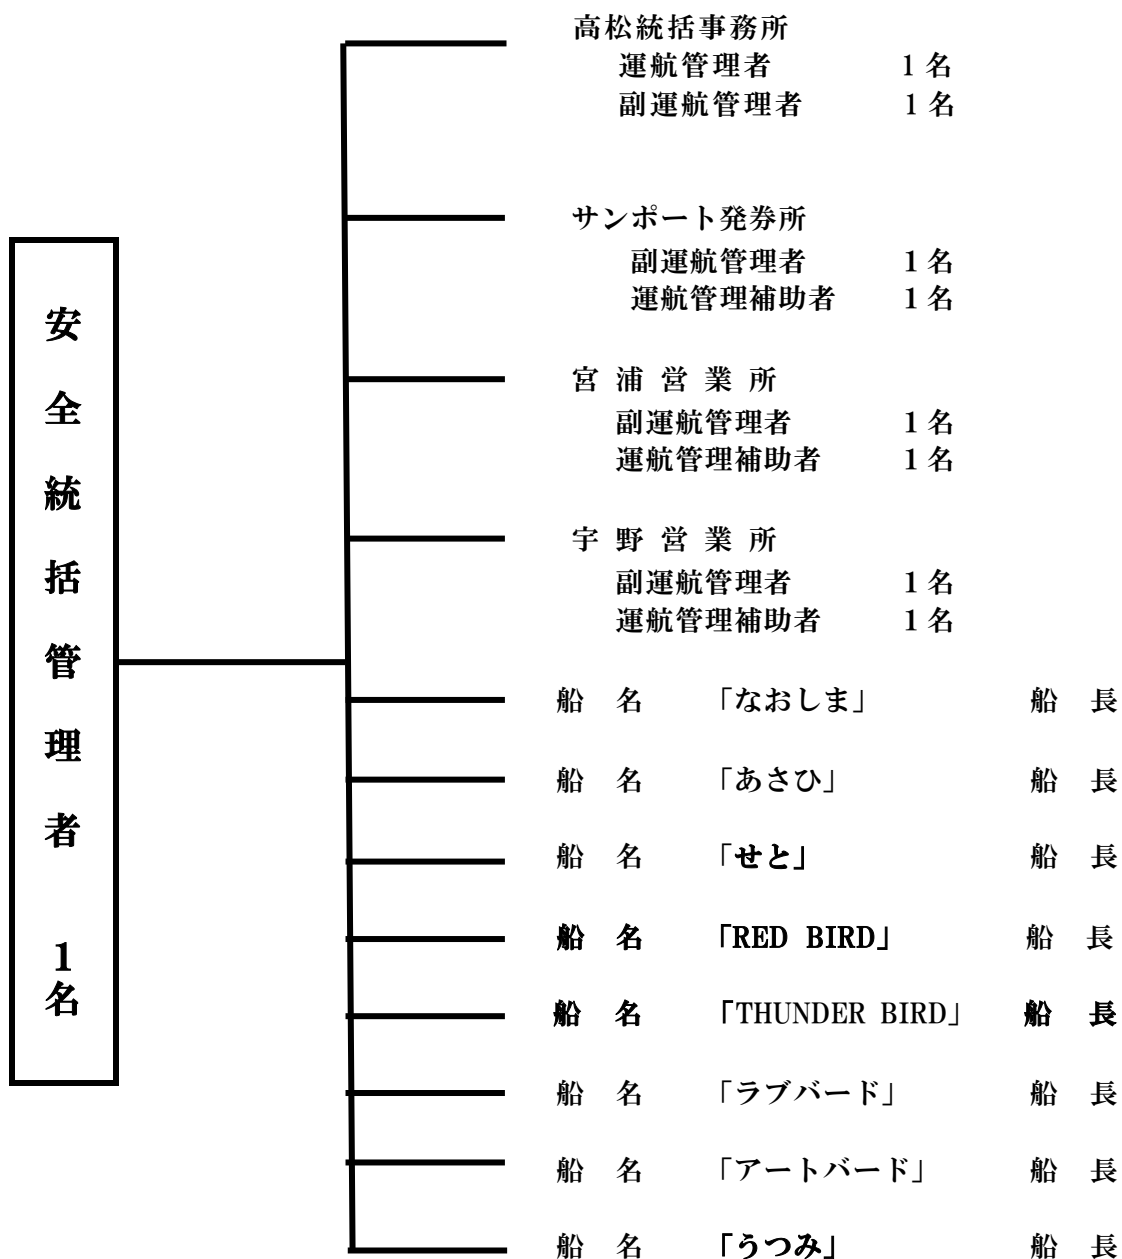 安全統括管理者 1名
高松統括事務所
運航管理者 1名
副運航管理者 1名
サンポート発券所
副運航管理者 1名
運航管理補助者 1名
宮浦営業所
副運航管理者 1名
運航管理補助者 1名
宇野営業所
副運航管理者 1名
運航管理補助者 1名
船名 「なおしま」 船長
船名 「あさひ」 船長
船名 「せと」 船長
船名 「RED BIRD」 船長
船名 「THUNDER BIRD」 船長
船名 「ラブバード」 船長
船名 「アートバード」 船長
船名 「うつみ」 船長